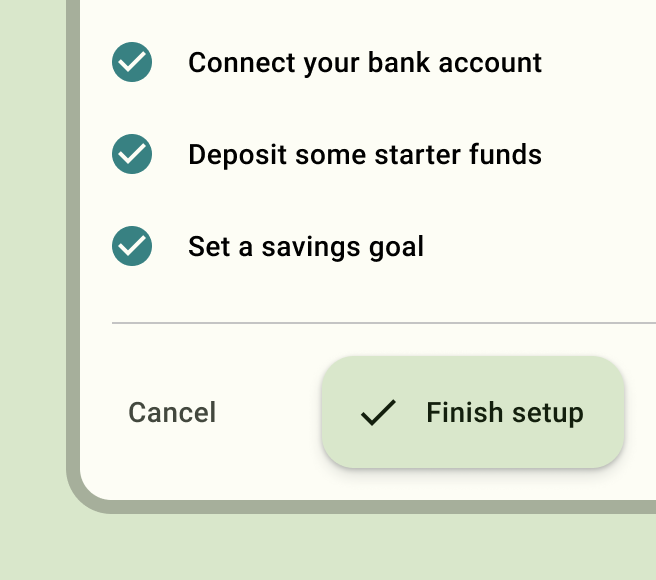 Connect your bank account
Deposit some starter funds
Set a savings goal
Cancel
Finish setup